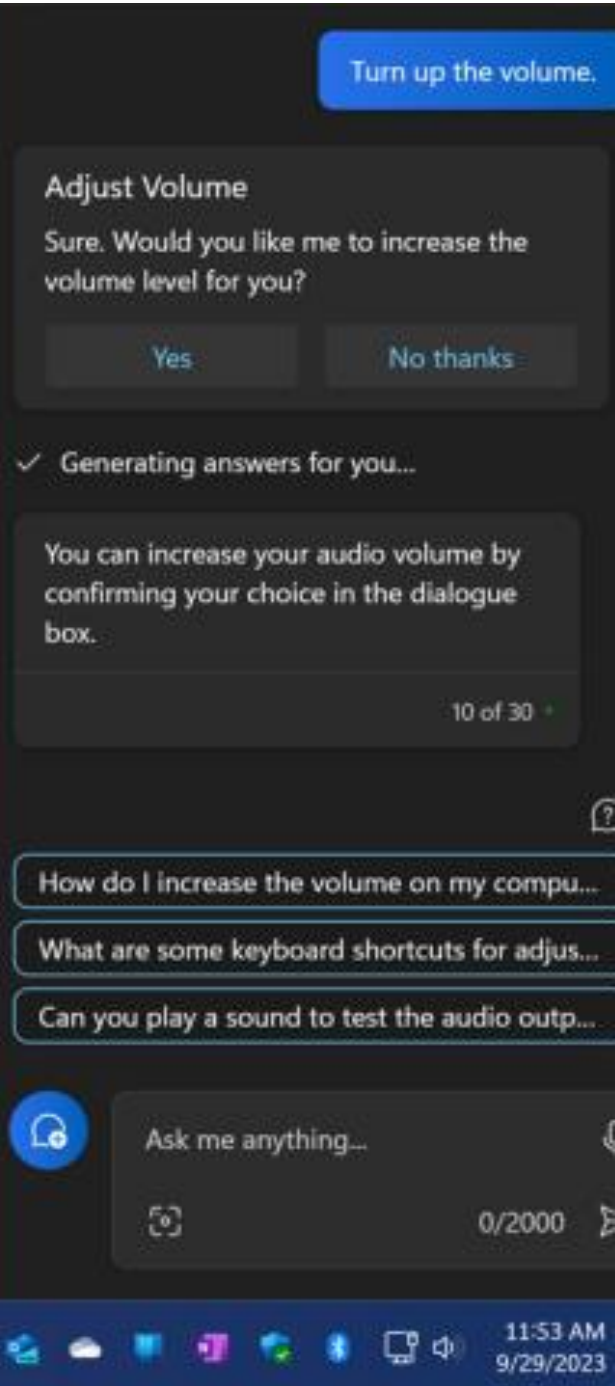 Turn up the volume.
Adjust Volume
Sure. Would you like me to increase the
volume level for you?
Yes
No thanks
Generating answers for you...
You can increase your audio volume by
confirming your choice in the dialogue
box.
10 of 30
How do I increase the volume on my compu...
What are some keyboard shortcuts for adjus...
Can you play a sound to test the audio outp...
Ask me anything...
0/2000
11:53 AM
9/29/2023